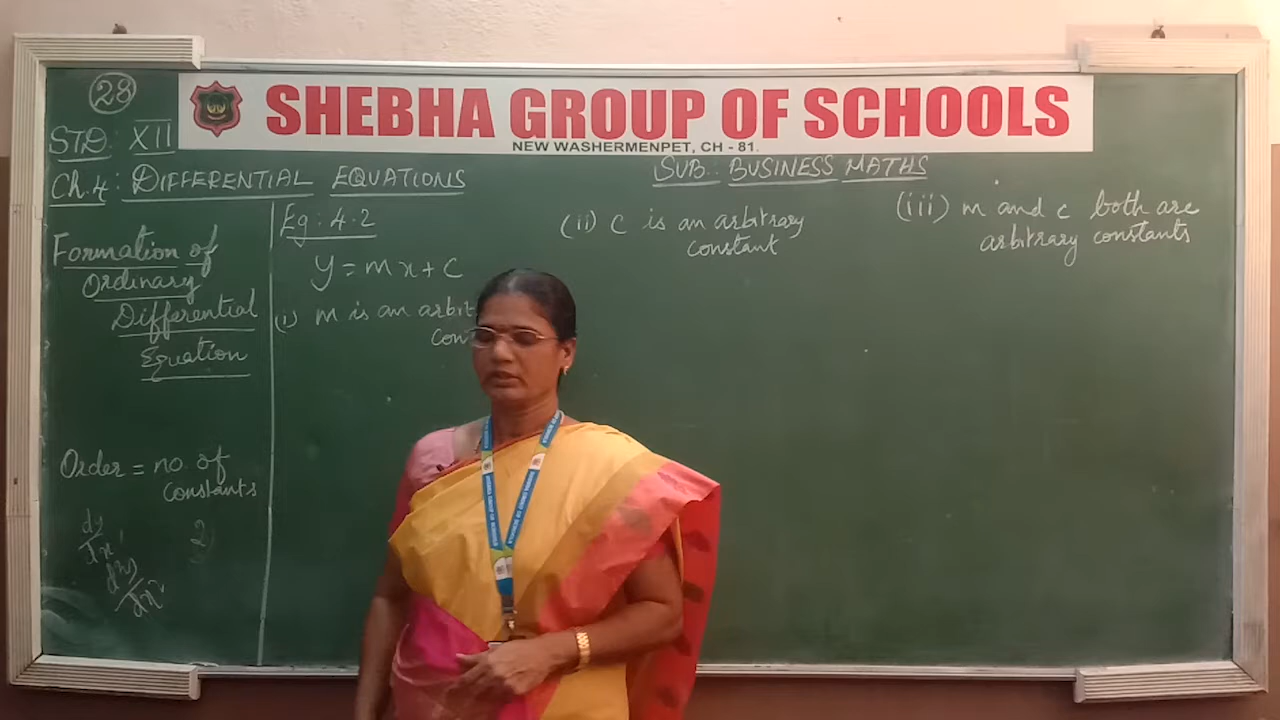 28
SHEBHA GROUP OF SCHOOLS
NEW WASHERMENPET, CH - 81.
STD: XII
Ch.4: DIFFERENTIAL EQUATIONS
SUB.: BUSINESS MATHS
Formation of
Ordinary
Differential
Equation
Order = no. of
constants
dy/dx, 2
d²y/dx²
Eg: 4.2
y = mx + c
(i) m is an arbit
con
(ii) c is an arbitrary
constant
(iii) m and c both are
arbitrary constants